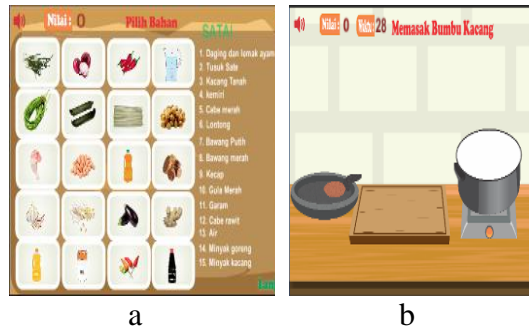 Nilai : 0 Pilih Bahan
SATAI
1. Daging dan lemak ayam
2. Tusuk Sate
3. Kacang Tanah
4. kemiri
5. Cabe merah
6. Lontong
7. Bawang Putih
8. Bawang merah
9. Kecap
10. Gula Merah
11. Garam
12. Cabe rawit
13. Air
14. Minyak goreng
15. Minyak kacang
a
Nilai : 0 Waktu: 28 Memasak Bumbu Kacang
b